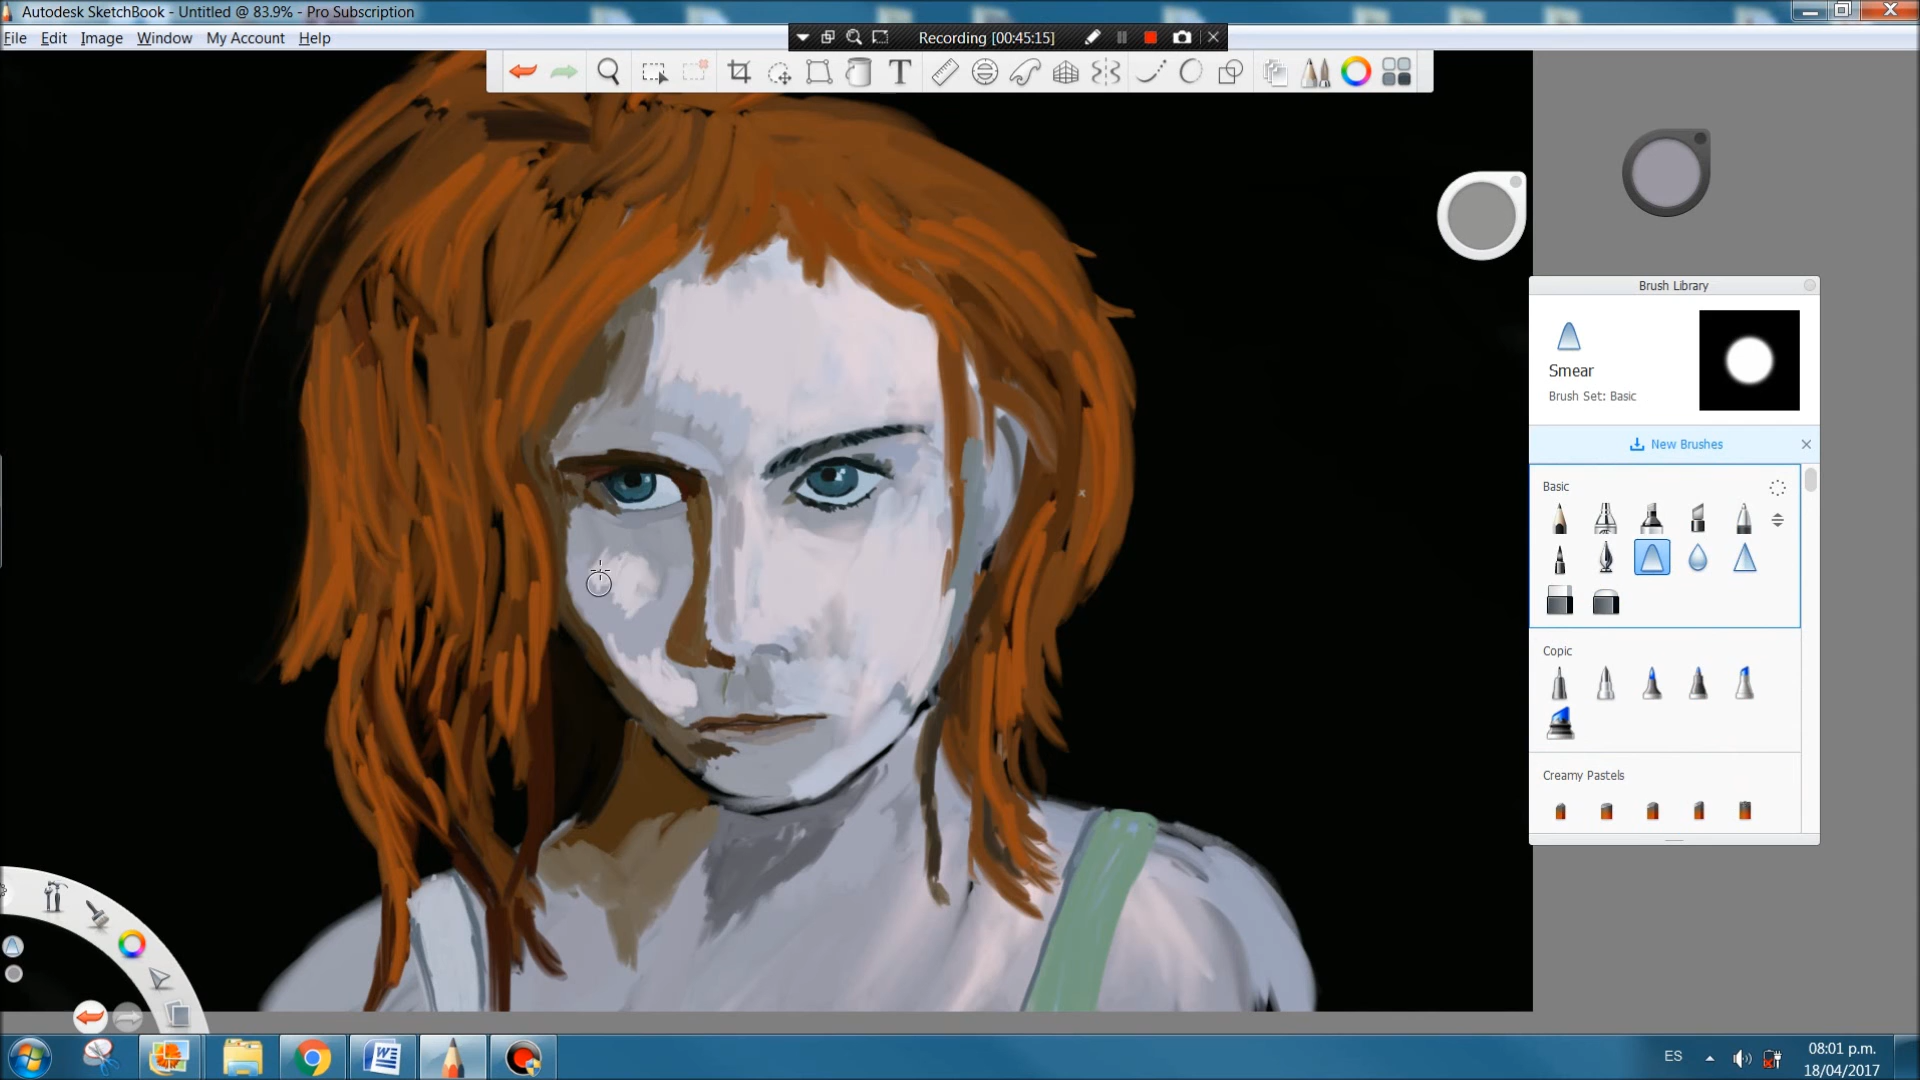 Autodesk SketchBook - Untitled @ 83.9% - Pro Subscription
File Edit Image Window My Account Help
Recording [00:45:15]
T
Brush Library
Smear
Brush Set: Basic
New Brushes
Basic
Copic
Creamy Pastels
W
ES
08:01 p.m.
18/04/2017